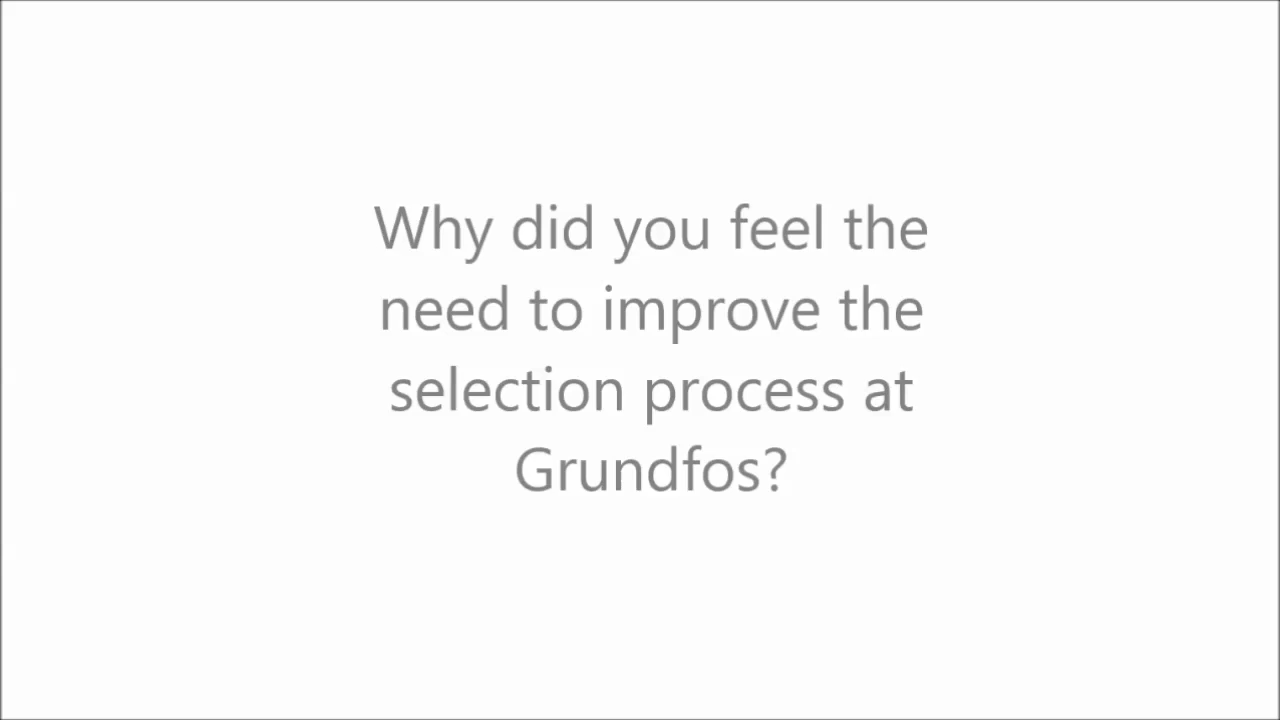 Why did you feel the
need to improve the
selection process at
Grundfos?